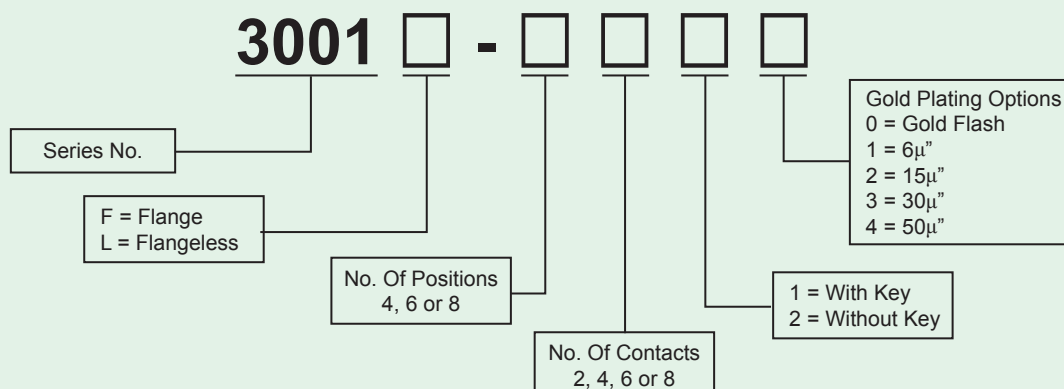 3001 □ - □ □ □ □
Series No.
F = Flange
L = Flangeless
No. Of Positions
4, 6 or 8
No. Of Contacts
2, 4, 6 or 8
1 = With Key
2 = Without Key
Gold Plating Options
0 = Gold Flash
1 = 6µ”
2 = 15µ”
3 = 30µ”
4 = 50µ”